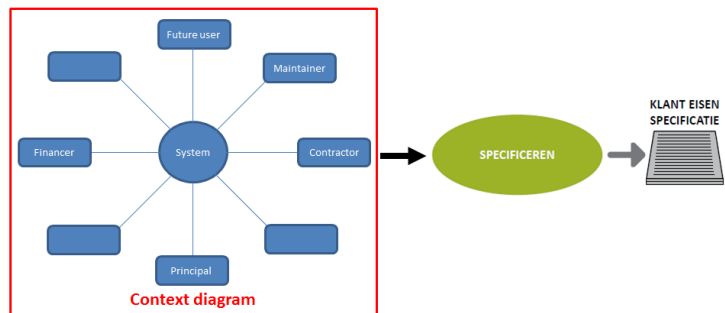 Future user
Maintainer
Financer
System
Contractor
Principal
Context diagram
SPECIFICEREN
KLANT EISEN
SPECIFICATIE